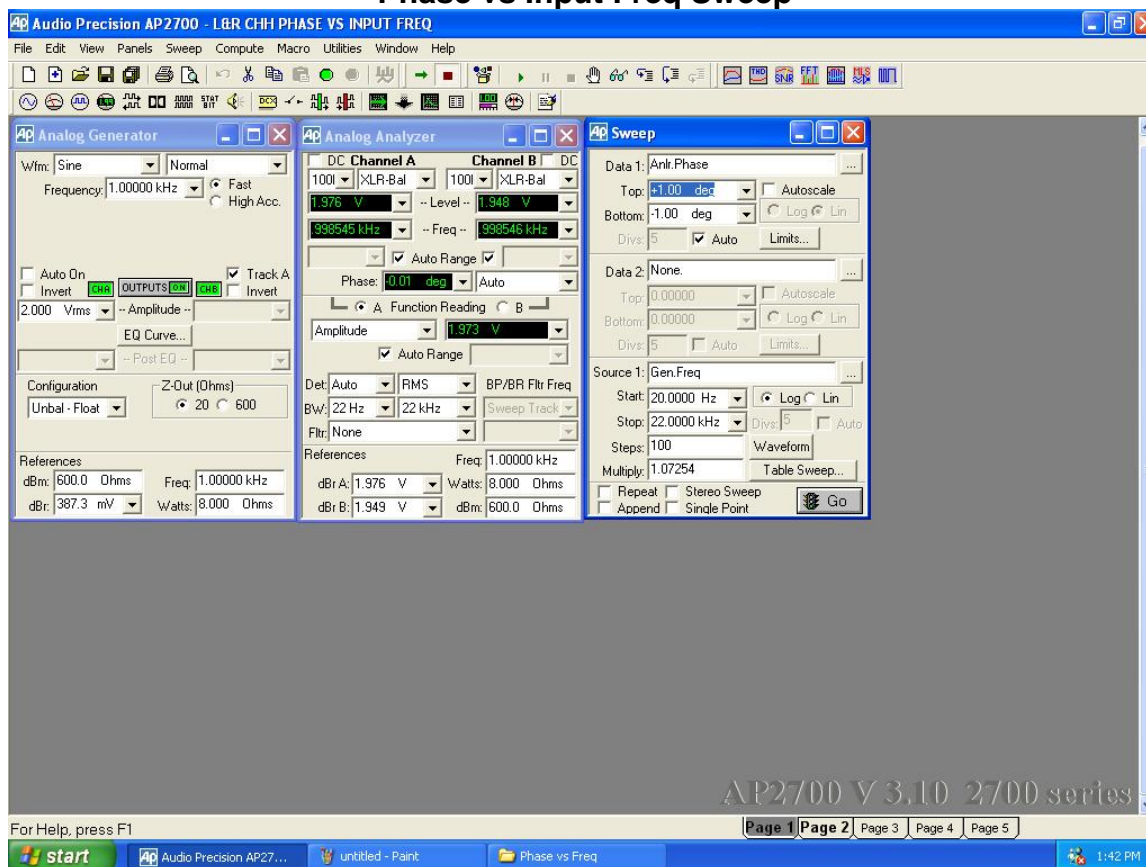 Phase vs Input Freq Sweep
Audio Precision AP2700 - L&R CHH PHASE VS INPUT FREQ
File Edit View Panels Sweep Compute Macro Utilities Window Help
Analog Generator
Wfm: Sine Normal
Frequency: 1.00000 kHz Fast
High Acc.
Auto On Track A
Invert CHA OUTPUTS ON CHB Invert
2.000 Vrms -- Amplitude --
EQ Curve...
-- Post EQ --
Configuration Z-Out (Ohms)
Unbal - Float 20 600
References
dBm: 600.0 Ohms Freq: 1.00000 kHz
dBr: 387.3 mV Watts: 8.000 Ohms
Analog Analyzer
DC Channel A Channel B DC
100l XLR-Bal 100l XLR-Bal
1.976 V -- Level -- 1.948 V
.998545 kHz -- Freq -- .998546 kHz
Auto Range
Phase: -0.01 deg Auto
A Function Reading B
Amplitude 1.973 V
Auto Range
Det: Auto RMS BP/BR Fltr Freq
BW: 22 Hz 22 kHz Sweep Track
Fltr: None
References Freq: 1.00000 kHz
dBr A: 1.976 V Watts: 8.000 Ohms
dBr B: 1.949 V dBm: 600.0 Ohms
Sweep
Data 1: Anlr.Phase ...
Top: +1.00 deg Autoscale
Bottom: -1.00 deg Log Lin
Divs: 5 Auto Limits...
Data 2: None. ...
Top: 0.00000 Autoscale
Bottom: 0.00000 Log Lin
Divs: 5 Auto Limits...
Source 1: Gen.Freq ...
Start: 20.0000 Hz Log Lin
Stop: 22.0000 kHz Divs: 5 Auto
Steps: 100 Waveform
Multiply: 1.07254 Table Sweep...
Repeat Stereo Sweep
Append Single Point Go
AP2700 V 3.10 2700 series
For Help, press F1
Page 1 Page 2 Page 3 Page 4 Page 5
start Audio Precision AP27... untitled - Paint Phase vs Freq 1:42 PM